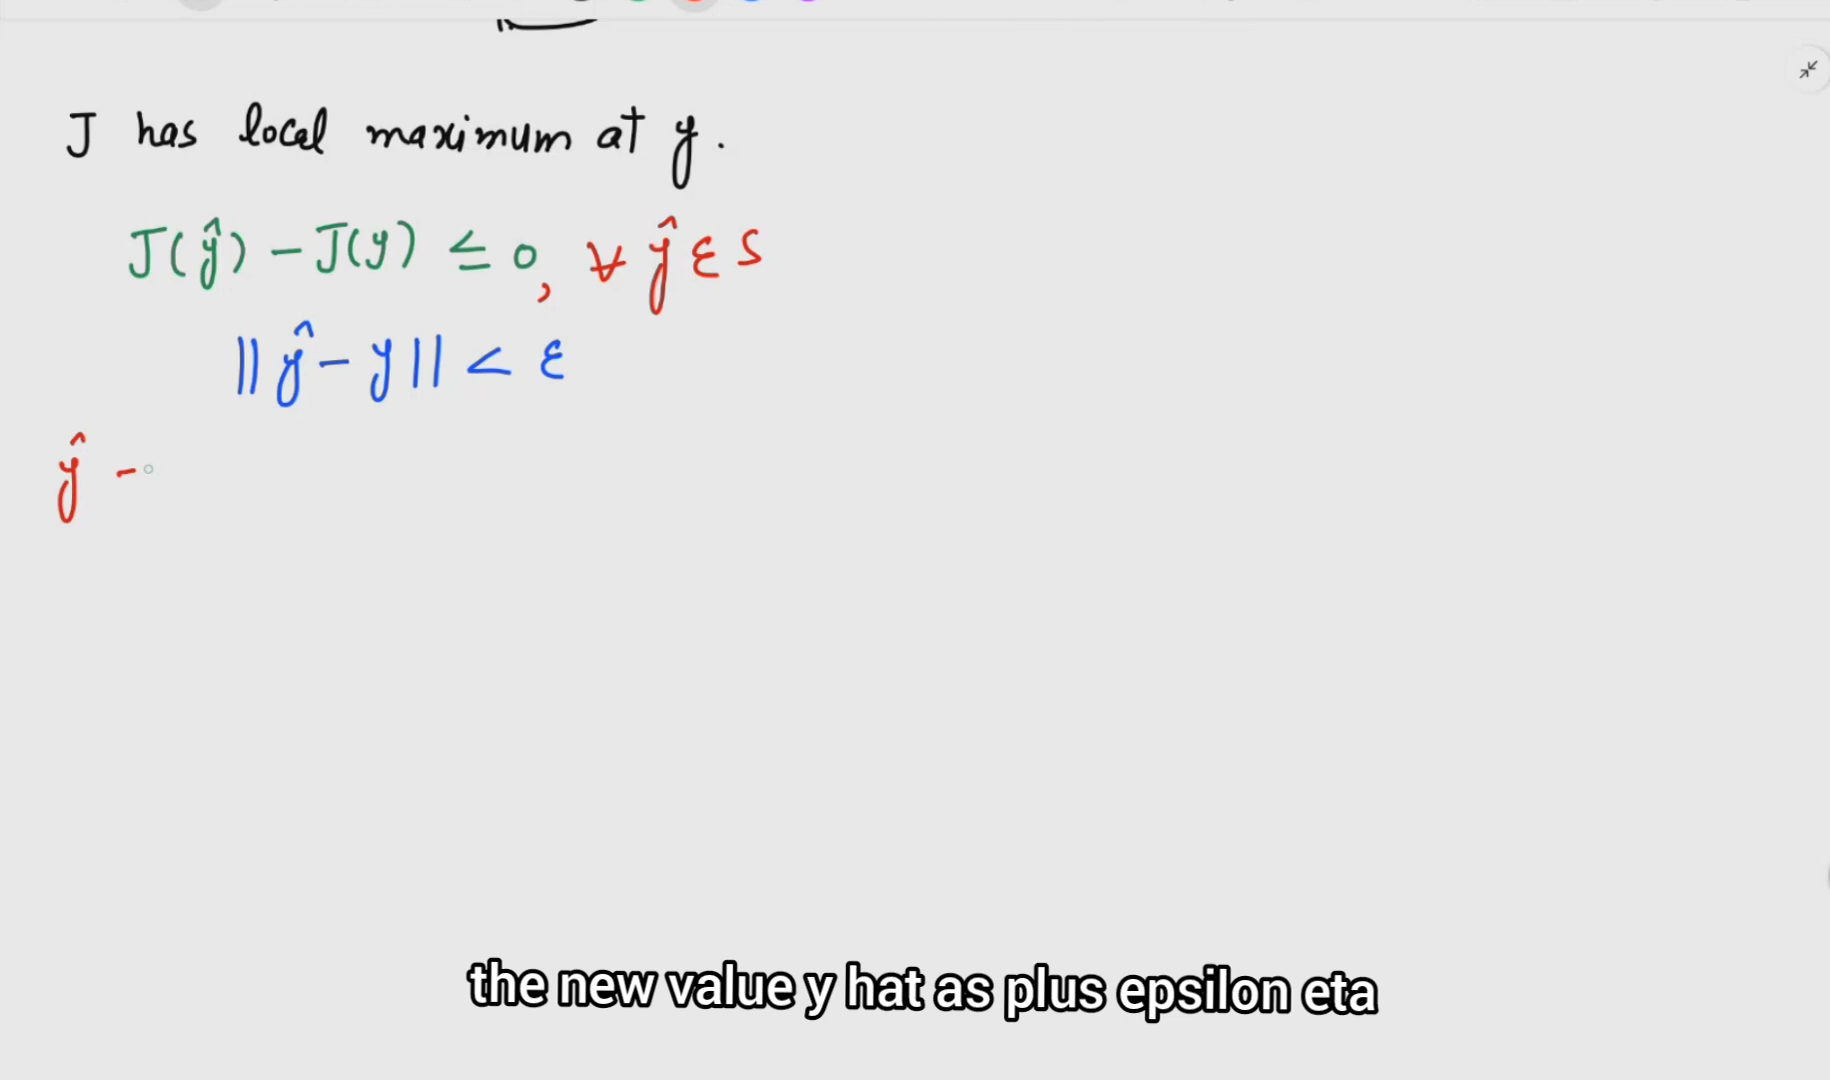 J has local maximum at y.
J(ŷ) - J(y) ≤ 0, ∀ ŷ ε S
||ŷ - y|| < ε
ŷ -
the new value y hat as plus epsilon eta